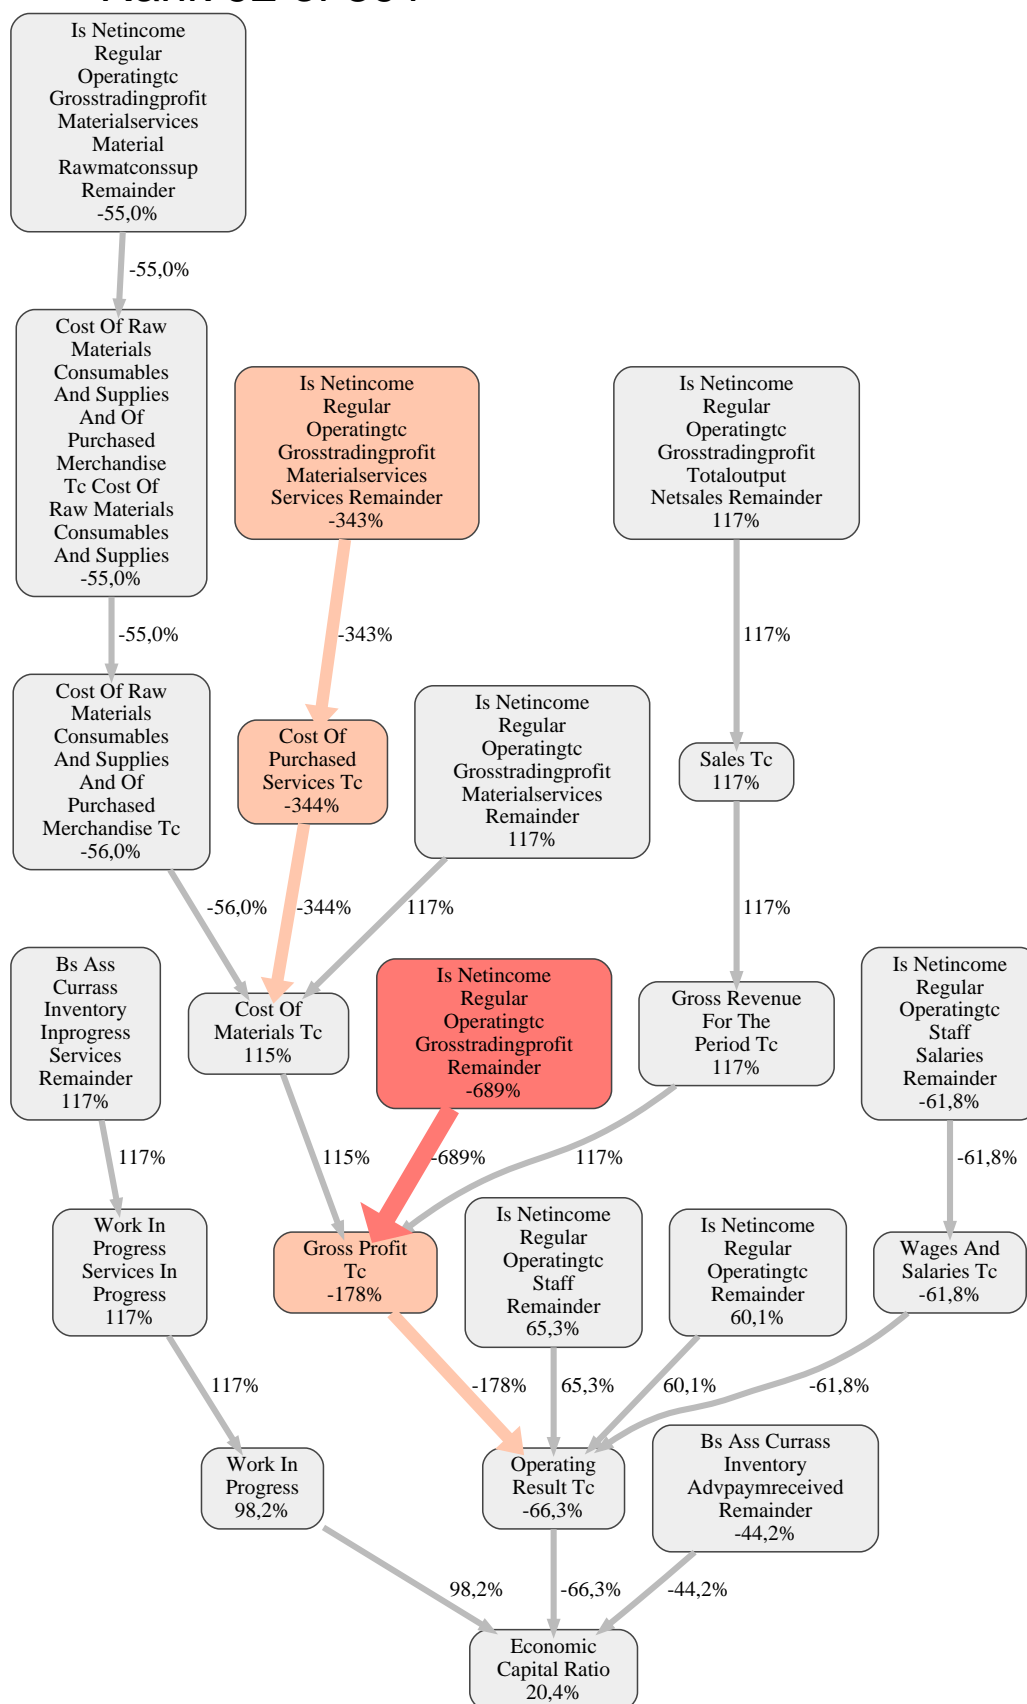 Is Netincome
Regular
Operatingtc
Grosstradingprofit
Materialservices
Material
Rawmatconssup
Remainder
-55,0%
-55,0%
Cost Of Raw
Materials
Consumables
And Supplies
And Of
Purchased
Merchandise
Tc Cost Of
Raw Materials
Consumables
And Supplies
-55,0%
Is Netincome
Regular
Operatingtc
Grosstradingprofit
Materialservices
Services Remainder
-343%
Is Netincome
Regular
Operatingtc
Grosstradingprofit
Totaloutput
Netsales Remainder
117%
-55,0%
-343%
117%
Cost Of Raw
Materials
Consumables
And Supplies
And Of
Purchased
Merchandise Tc
-56,0%
Cost Of
Purchased
Services Tc
-344%
Is Netincome
Regular
Operatingtc
Grosstradingprofit
Materialservices
Remainder
117%
Sales Tc
117%
-56,0%
-344%
117%
117%
Bs Ass
Currass
Inventory
Inprogress
Services
Remainder
117%
Cost Of
Materials Tc
115%
Is Netincome
Regular
Operatingtc
Grosstradingprofit
Remainder
-689%
Gross Revenue
For The
Period Tc
117%
Is Netincome
Regular
Operatingtc
Staff
Salaries
Remainder
-61,8%
117%
115%
-689%
117%
-61,8%
Work In
Progress
Services In
Progress
117%
Gross Profit
Tc
-178%
Is Netincome
Regular
Operatingtc
Staff
Remainder
65,3%
Is Netincome
Regular
Operatingtc
Remainder
60,1%
Wages And
Salaries Tc
-61,8%
117%
-178%
65,3%
60,1%
-61,8%
Work In
Progress
98,2%
Operating
Result Tc
-66,3%
Bs Ass Currass
Inventory
Advpaymreceived
Remainder
-44,2%
98,2%
-66,3%
-44,2%
Economic
Capital Ratio
20,4%